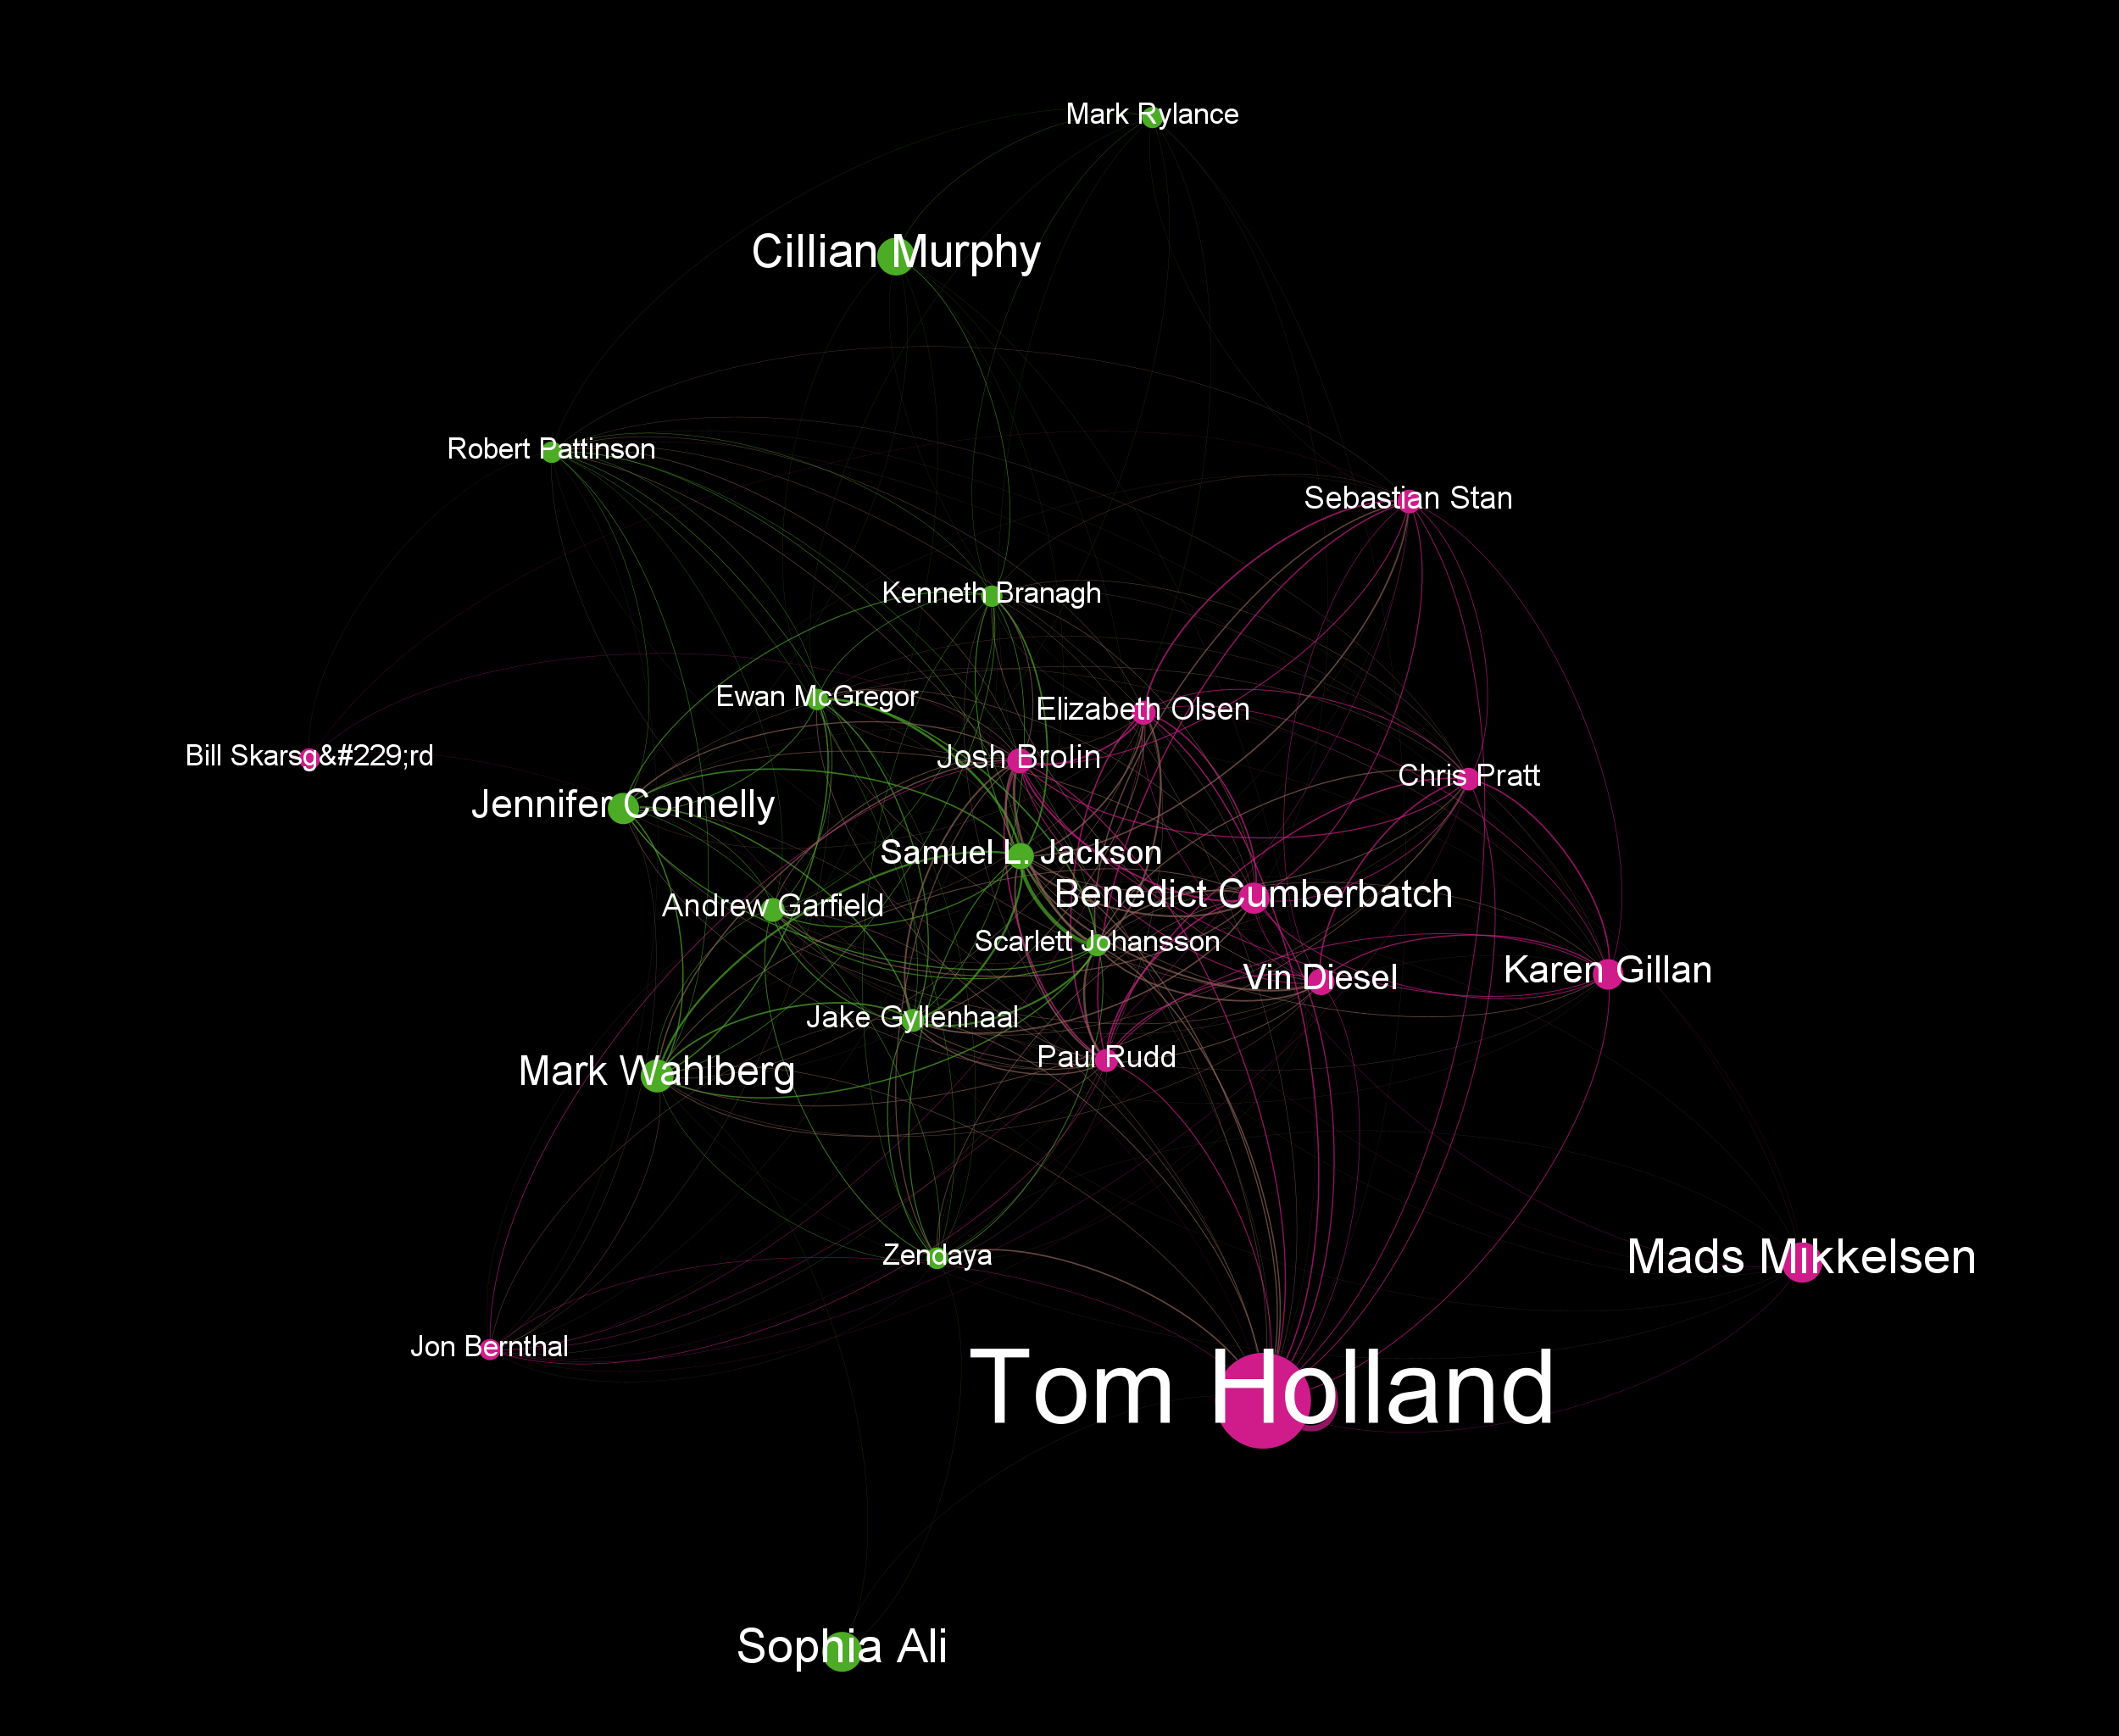 Mark Rylance
Cillian Murphy
Robert Pattinson
Sebastian Stan
Kenneth Branagh
Ewan McGregor
Elizabeth Olsen
Bill Skarsg&#229;rd
Josh Brolin
Chris Pratt
Jennifer Connelly
Samuel L. Jackson
Benedict Cumberbatch
Andrew Garfield
Scarlett Johansson
Vin Diesel
Karen Gillan
Jake Gyllenhaal
Paul Rudd
Mark Wahlberg
Zendaya
Mads Mikkelsen
Jon Bernthal
Tom Holland
Sophia Ali